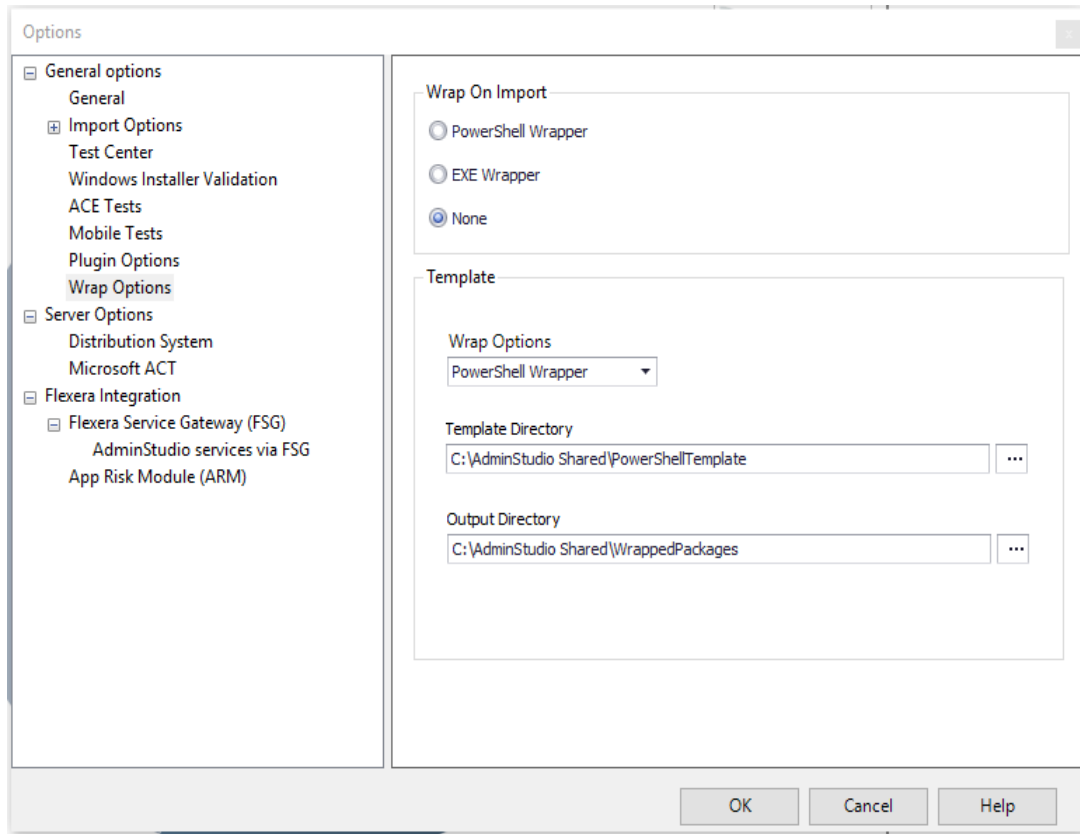 Options
x
General options
General
Import Options
Test Center
Windows Installer Validation
ACE Tests
Mobile Tests
Plugin Options
Wrap Options
Server Options
Distribution System
Microsoft ACT
Flexera Integration
Flexera Service Gateway (FSG)
AdminStudio services via FSG
App Risk Module (ARM)
Wrap On Import
PowerShell Wrapper
EXE Wrapper
None
Template
Wrap Options
PowerShell Wrapper
Template Directory
C:\AdminStudio Shared\PowerShellTemplate
...
Output Directory
C:\AdminStudio Shared\WrappedPackages
...
OK
Cancel
Help